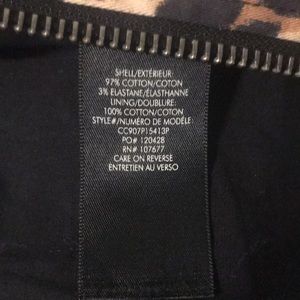 SHELL/EXTÉRIEUR:
97% COTTON/COTON
3% ELASTANE/ÉLASTHANNE
LINING/DOUBLURE:
100% COTTON/COTON
STYLE#/NUMÉRO DE MODÈLE:
CC907P15413P
PO# 120428
RN# 107677
CARE ON REVERSE
ENTRETIEN AU VERSO